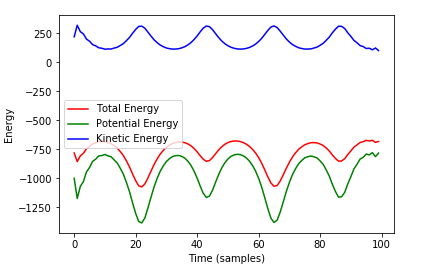 250
0
−250
−500
−750
−1000
−1250
Energy
Total Energy
Potential Energy
Kinetic Energy
0
20
40
60
80
100
Time (samples)